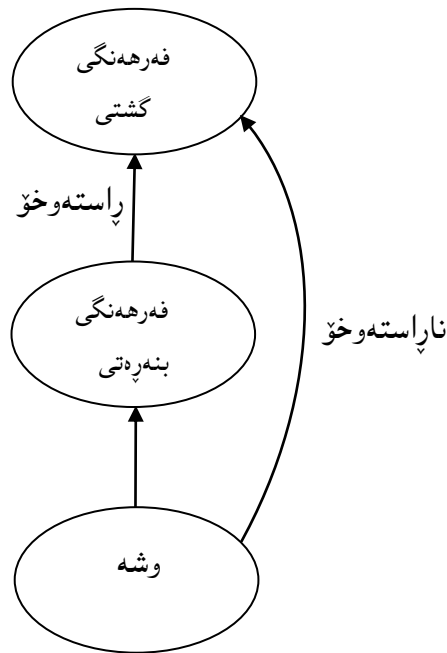 فەرهەنگی
گشتی
ڕاستەوخۆ
فەرهەنگی
بنەڕەتی
ناڕاستەوخۆ
وشە